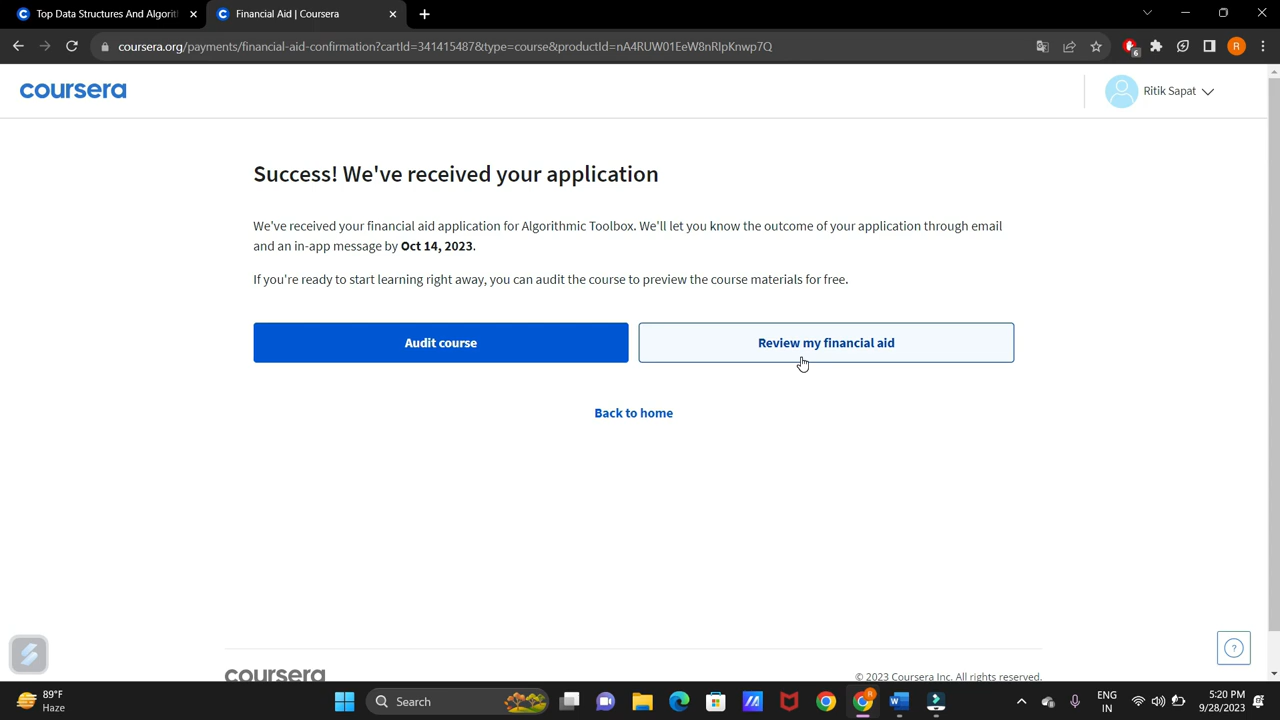 Top Data Structures And Algorit
Financial Aid | Coursera
coursera.org/payments/financial-aid-confirmation?cartId=341415487&type=course&productId=nA4RUW01EeW8nRIpKnwp7Q
6
R
coursera
Ritik Sapat
Success! We've received your application
We've received your financial aid application for Algorithmic Toolbox. We'll let you know the outcome of your application through email
and an in-app message by Oct 14, 2023.
If you're ready to start learning right away, you can audit the course to preview the course materials for free.
Audit course
Review my financial aid
Back to home
?
coursera
© 2023 Coursera Inc. All rights reserved.
89°F
Haze
Search
R
W
ENG
IN
5:20 PM
9/28/2023